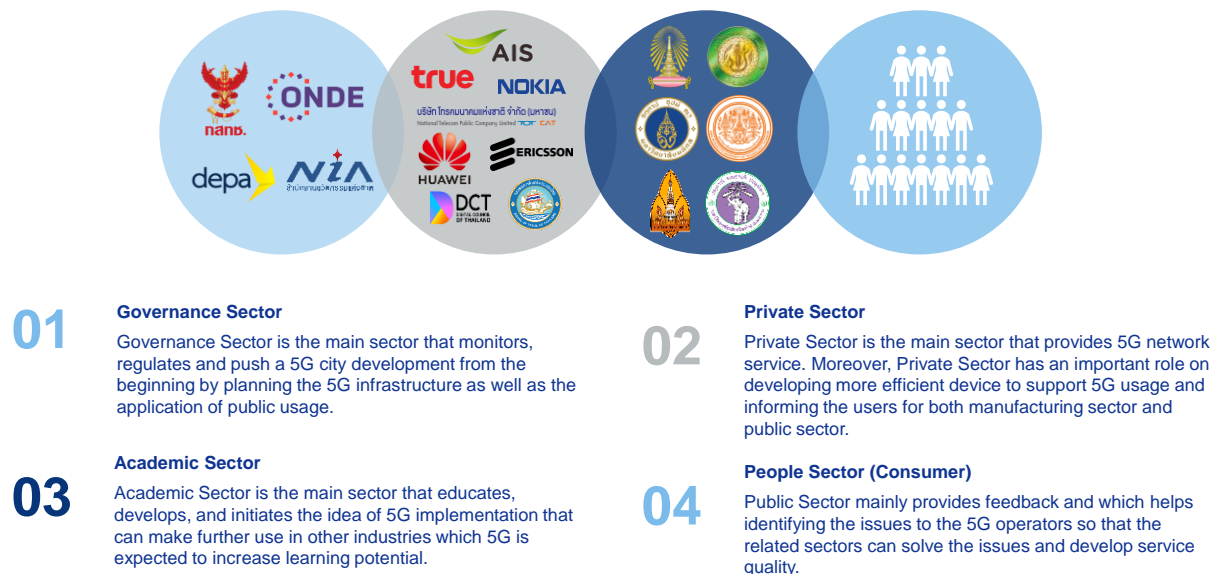 กสทช.
ONDE
depa
NiA
สำนักงานนวัตกรรมแห่งชาติ
AIS
true
NOKIA
บริษัท โทรคมนาคมแห่งชาติ จำกัด (มหาชน)
National Telecom Public Company Limited TOT CAT
HUAWEI
ERICSSON
DCT
DIGITAL COUNCIL
OF THAILAND
01
Governance Sector
Governance Sector is the main sector that monitors,
regulates and push a 5G city development from the
beginning by planning the 5G infrastructure as well as the
application of public usage.
02
Private Sector
Private Sector is the main sector that provides 5G network
service. Moreover, Private Sector has an important role on
developing more efficient device to support 5G usage and
informing the users for both manufacturing sector and
public sector.
03
Academic Sector
Academic Sector is the main sector that educates,
develops, and initiates the idea of 5G implementation that
can make further use in other industries which 5G is
expected to increase learning potential.
04
People Sector (Consumer)
Public Sector mainly provides feedback and which helps
identifying the issues to the 5G operators so that the
related sectors can solve the issues and develop service
quality.